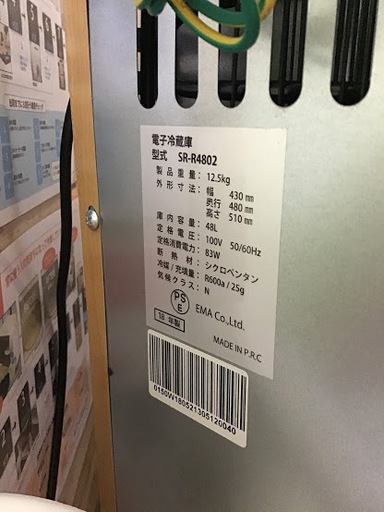 電子冷蔵庫
型式 SR-R4802
製品重量： 12.5kg
外形寸法： 幅 430㎜
奥行 480㎜
高さ 510㎜
庫内容量： 48L
定格電圧： 100V 50/60Hz
定格消費電力： 83W
断熱材： シクロペンタン
冷媒/充填量： R600a / 25g
気候クラス： N
PS
E
EMA Co.,Ltd.
18 年製
MADE IN P.R.C
0150W180521305120040